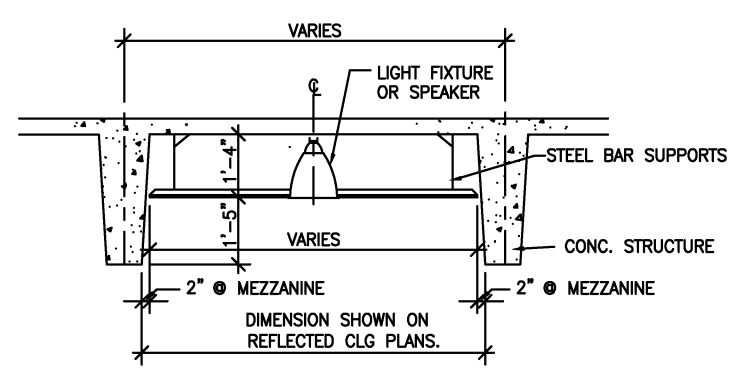 VARIES
LIGHT FIXTURE
OR SPEAKER
℄
1'-4"
STEEL BAR SUPPORTS
1'-5"
VARIES
CONC. STRUCTURE
2" @ MEZZANINE
2" @ MEZZANINE
DIMENSION SHOWN ON
REFLECTED CLG PLANS.